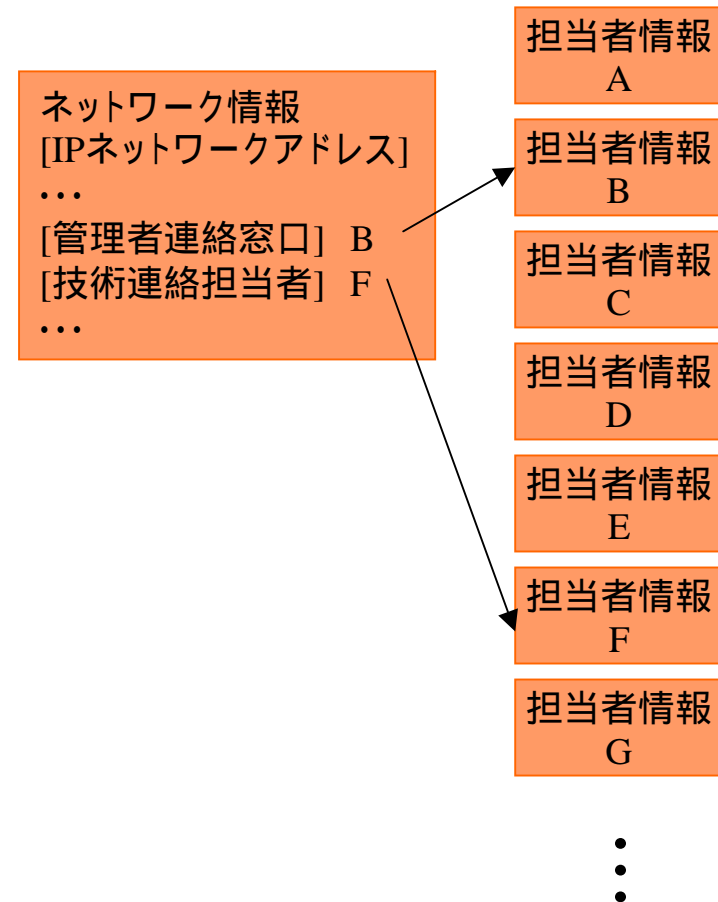 ネットワーク情報
[IPネットワークアドレス]
・・・
[管理者連絡窓口] B
[技術連絡担当者] F
・・・
担当者情報
A
担当者情報
B
担当者情報
C
担当者情報
D
担当者情報
E
担当者情報
F
担当者情報
G